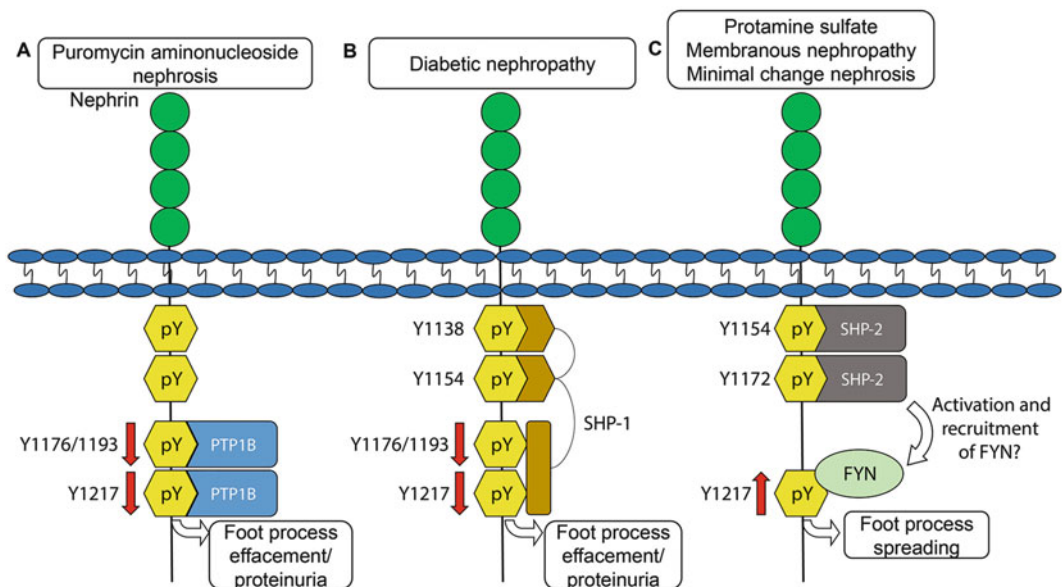 A
Puromycin aminonucleoside
nephrosis
Nephrin
pY
pY
Y1176/1193
pY
PTP1B
Y1217
pY
PTP1B
Foot process
effacement/
proteinuria
B
Diabetic nephropathy
Y1138
pY
Y1154
pY
SHP-1
Y1176/1193
pY
Y1217
pY
Foot process
effacement/
proteinuria
C
Protamine sulfate
Membranous nephropathy
Minimal change nephrosis
Y1154
pY
SHP-2
Y1172
pY
SHP-2
Activation and
recruitment
of FYN?
FYN
Y1217
pY
Foot process
spreading